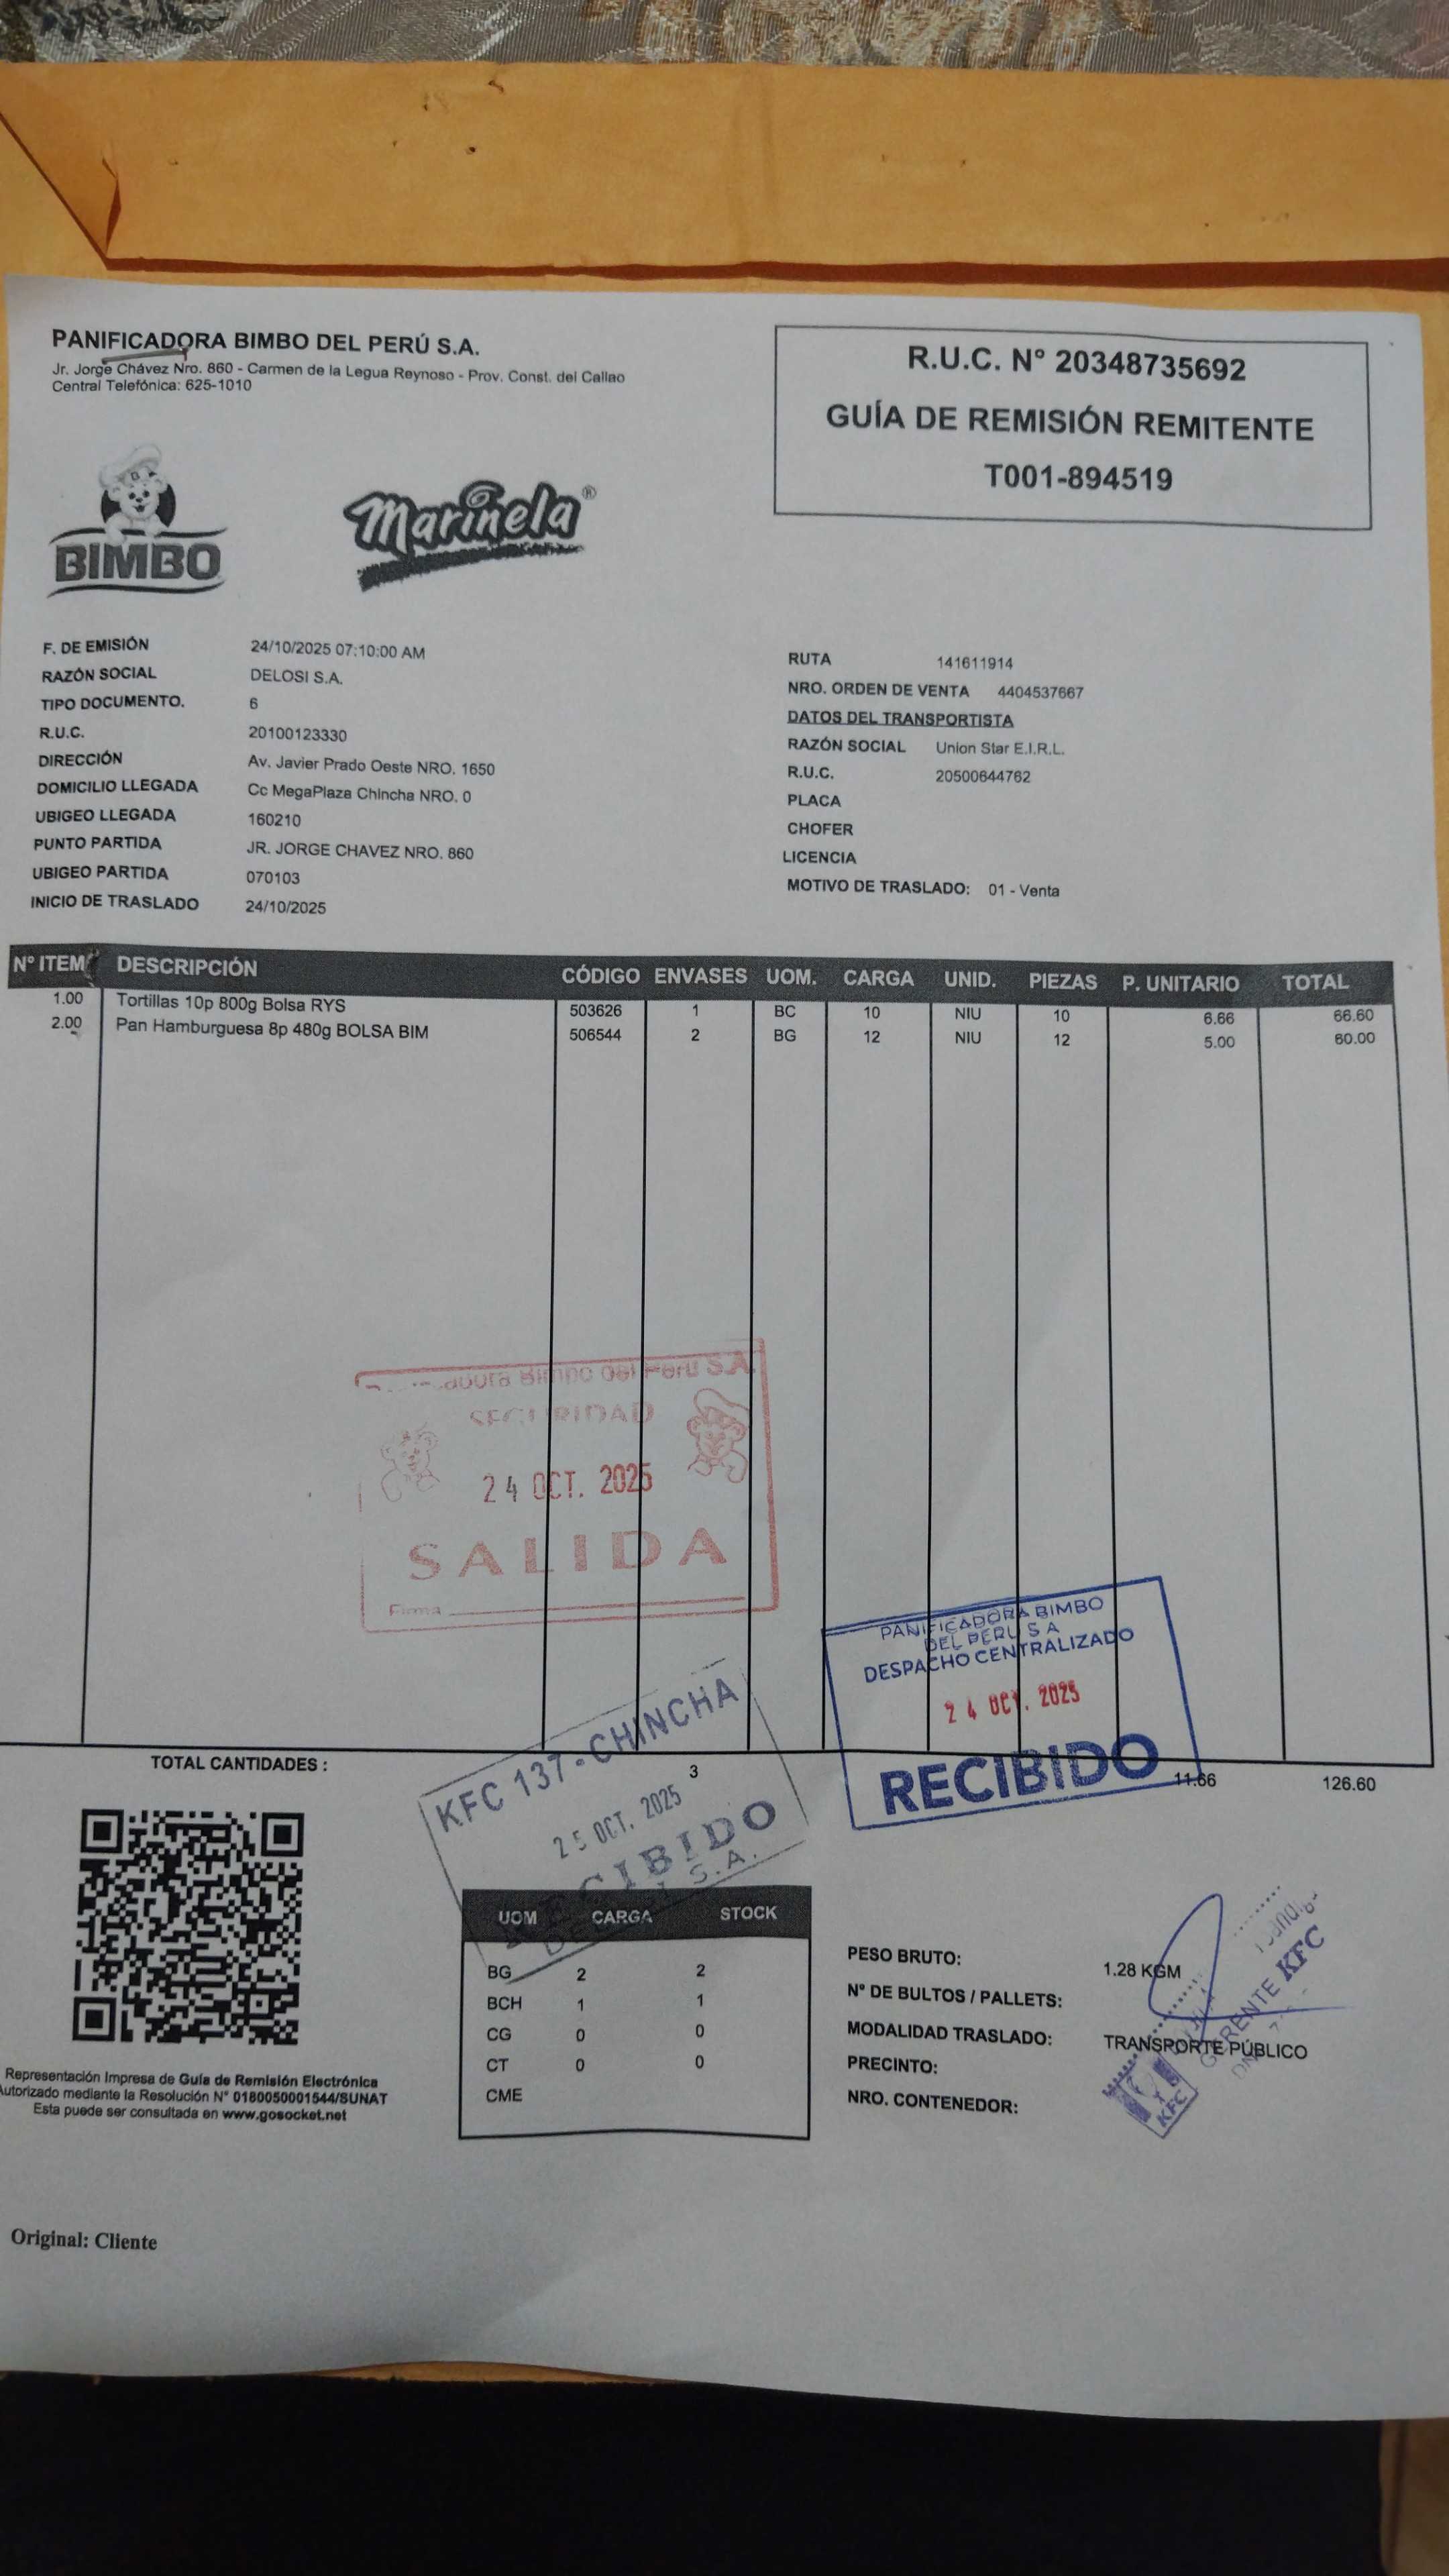 PANIFICADORA BIMBO DEL PERÚ S.A.
Jr. Jorge Chávez Nro. 860 - Carmen de la Legua Reynoso - Prov. Const. del Callao
Central Telefónica: 625-1010
R.U.C. N° 20348735692
GUÍA DE REMISIÓN REMITENTE
T001-894519
BIMBO
Marinela ®
F. DE EMISIÓN 24/10/2025 07:10:00 AM
RAZÓN SOCIAL DELOSI S.A.
TIPO DOCUMENTO. 6
R.U.C. 20100123330
DIRECCIÓN Av. Javier Prado Oeste NRO. 1650
DOMICILIO LLEGADA Cc MegaPlaza Chincha NRO. 0
UBIGEO LLEGADA 160210
PUNTO PARTIDA JR. JORGE CHAVEZ NRO. 860
UBIGEO PARTIDA 070103
INICIO DE TRASLADO 24/10/2025
RUTA 141611914
NRO. ORDEN DE VENTA 4404537667
DATOS DEL TRANSPORTISTA
RAZÓN SOCIAL Union Star E.I.R.L.
R.U.C. 20500644762
PLACA
CHOFER
LICENCIA
MOTIVO DE TRASLADO: 01 - Venta
N° ITEM DESCRIPCIÓN CÓDIGO ENVASES UOM. CARGA UNID. PIEZAS P. UNITARIO TOTAL
1.00 Tortillas 10p 800g Bolsa RYS 503626 1 BC 10 NIU 10 6.66 66.60
2.00 Pan Hamburguesa 8p 480g BOLSA BIM 506544 2 BG 12 NIU 12 5.00 60.00
Bimbo del Perú S.A.
SEGURIDAD
24 OCT. 2025
SALIDA
Firma
PANIFICADORA BIMBO
DEL PERU S A
DESPACHO CENTRALIZADO
24 OCT. 2025
RECIBIDO
KFC 137 - CHINCHA
25 OCT. 2025
RECIBIDO
S.A.
TOTAL CANTIDADES : 3 11.66 126.60
UOM CARGA STOCK
BG 2 2
BCH 1 1
CG 0 0
CT 0 0
CME
PESO BRUTO: 1.28 KGM
N° DE BULTOS / PALLETS:
MODALIDAD TRASLADO: TRANSPORTE PÚBLICO
PRECINTO:
NRO. CONTENEDOR:
GERENTE KFC
KFC
Representación Impresa de Guía de Remisión Electrónica
Autorizado mediante la Resolución N° 0180050001544/SUNAT
Esta puede ser consultada en www.gosocket.net
Original: Cliente